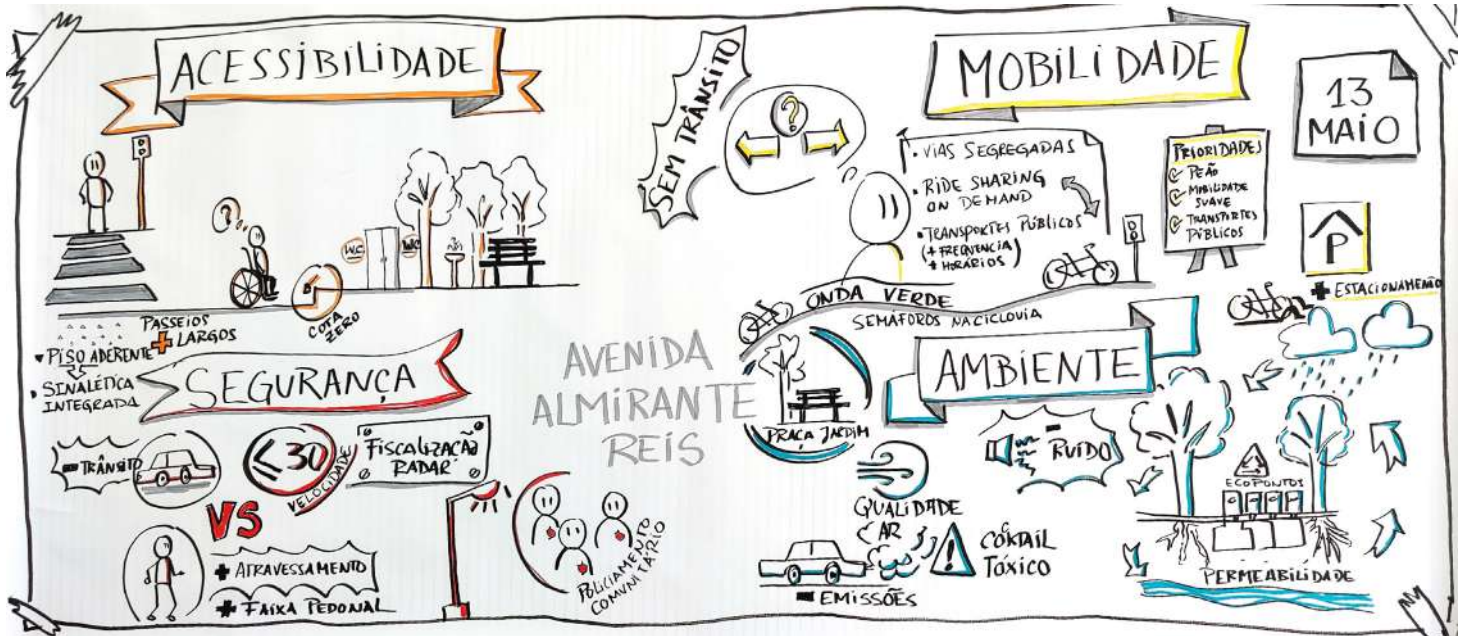 ACESSIBILIDADE
WC
WC
COTA
ZERO
PASSEIOS
+ LARGOS
• PISO ADERENTE
• SINALÉTICA
INTEGRADA
SEGURANÇA
- TRÂNSITO
≤30
VELOCIDADE
FISCALIZAÇÃO
RADAR
VS
+ ATRAVESSAMENTO
+ FAIXA PEDONAL
POLICIAMENTO
COMUNITÁRIO
AVENIDA
ALMIRANTE
REIS
SEM TRÂNSITO
?
MOBILIDADE
• VIAS SEGREGADAS
• RIDE SHARING
ON DEMAND
• TRANSPORTES PÚBLICOS
(+ FREQUENCIA
+ HORÁRIOS)
PRIORIDADES
PEÃO
MOBILIDADE
SUAVE
TRANSPORTES
PÚBLICOS
13
MAIO
P
+ ESTACIONAMENTO
ONDA VERDE
SEMÁFOROS NA CICLOVIA
AMBIENTE
PRAÇA JARDIM
- RUÍDO
QUALIDADE
AR
- EMISSÕES
!
COKTAIL
TÓXICO
ECOPONTOS
PERMEABILIDADE